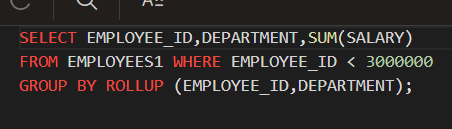 SELECT EMPLOYEE_ID,DEPARTMENT,SUM(SALARY)
FROM EMPLOYEES1 WHERE EMPLOYEE_ID < 3000000
GROUP BY ROLLUP (EMPLOYEE_ID,DEPARTMENT);